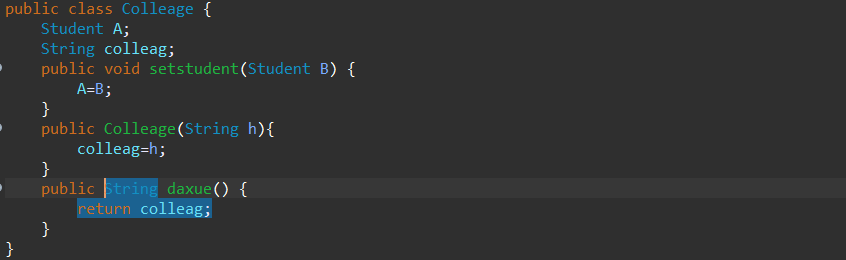 public class Colleage {
Student A;
String colleag;
public void setstudent(Student B) {
A=B;
}
public Colleage(String h){
colleag=h;
}
public String daxue() {
return colleag;
}
}